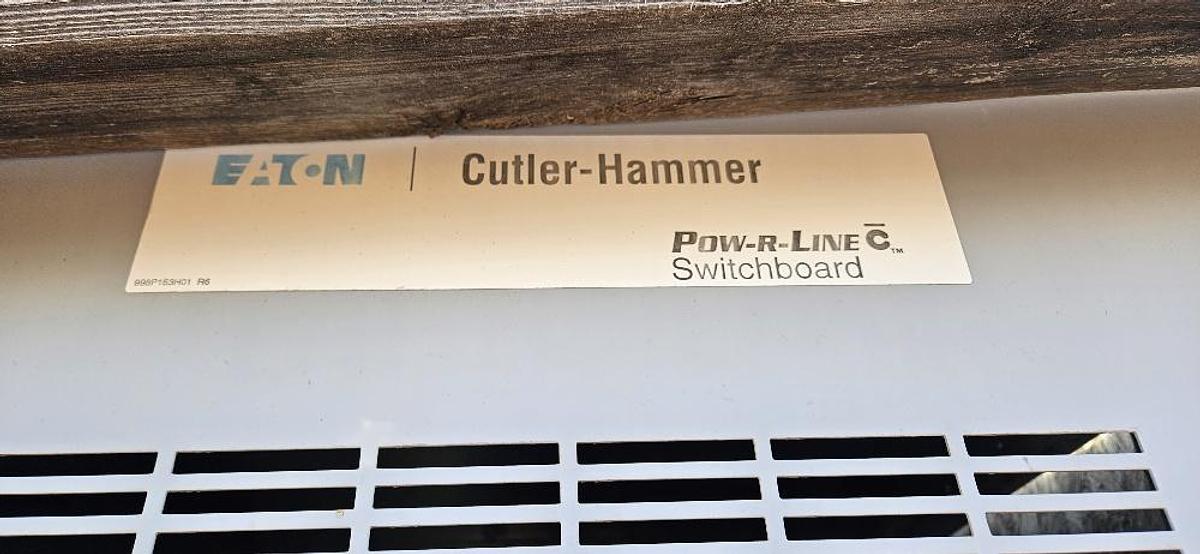 EATON | Cutler-Hammer
POW-R-LINE C™
Switchboard
998P153H01 R6